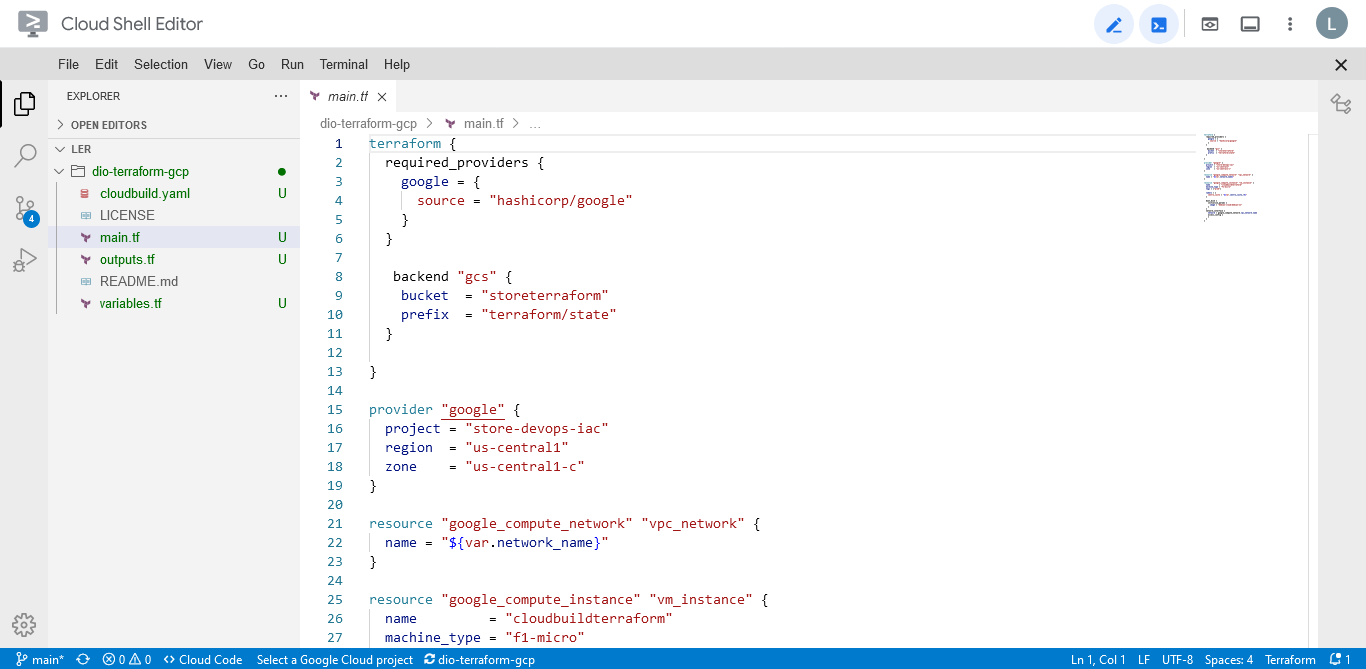 Cloud Shell Editor
L
File Edit Selection View Go Run Terminal Help
EXPLORER
OPEN EDITORS
LER
dio-terraform-gcp
cloudbuild.yaml U
LICENSE
main.tf U
outputs.tf U
README.md
variables.tf U
4
main.tf
dio-terraform-gcp > main.tf > ...
1 terraform {
2 required_providers {
3 google = {
4 source = "hashicorp/google"
5 }
6 }
7
8 backend "gcs" {
9 bucket  = "storeterraform"
10 prefix  = "terraform/state"
11 }
12
13 }
14
15 provider "google" {
16 project = "store-devops-iac"
17 region  = "us-central1"
18 zone    = "us-central1-c"
19 }
20
21 resource "google_compute_network" "vpc_network" {
22 name = "${var.network_name}"
23 }
24
25 resource "google_compute_instance" "vm_instance" {
26 name         = "cloudbuildterraform"
27 machine_type = "f1-micro"
main* 0 0 Cloud Code Select a Google Cloud project dio-terraform-gcp Ln 1, Col 1 LF UTF-8 Spaces: 4 Terraform 1